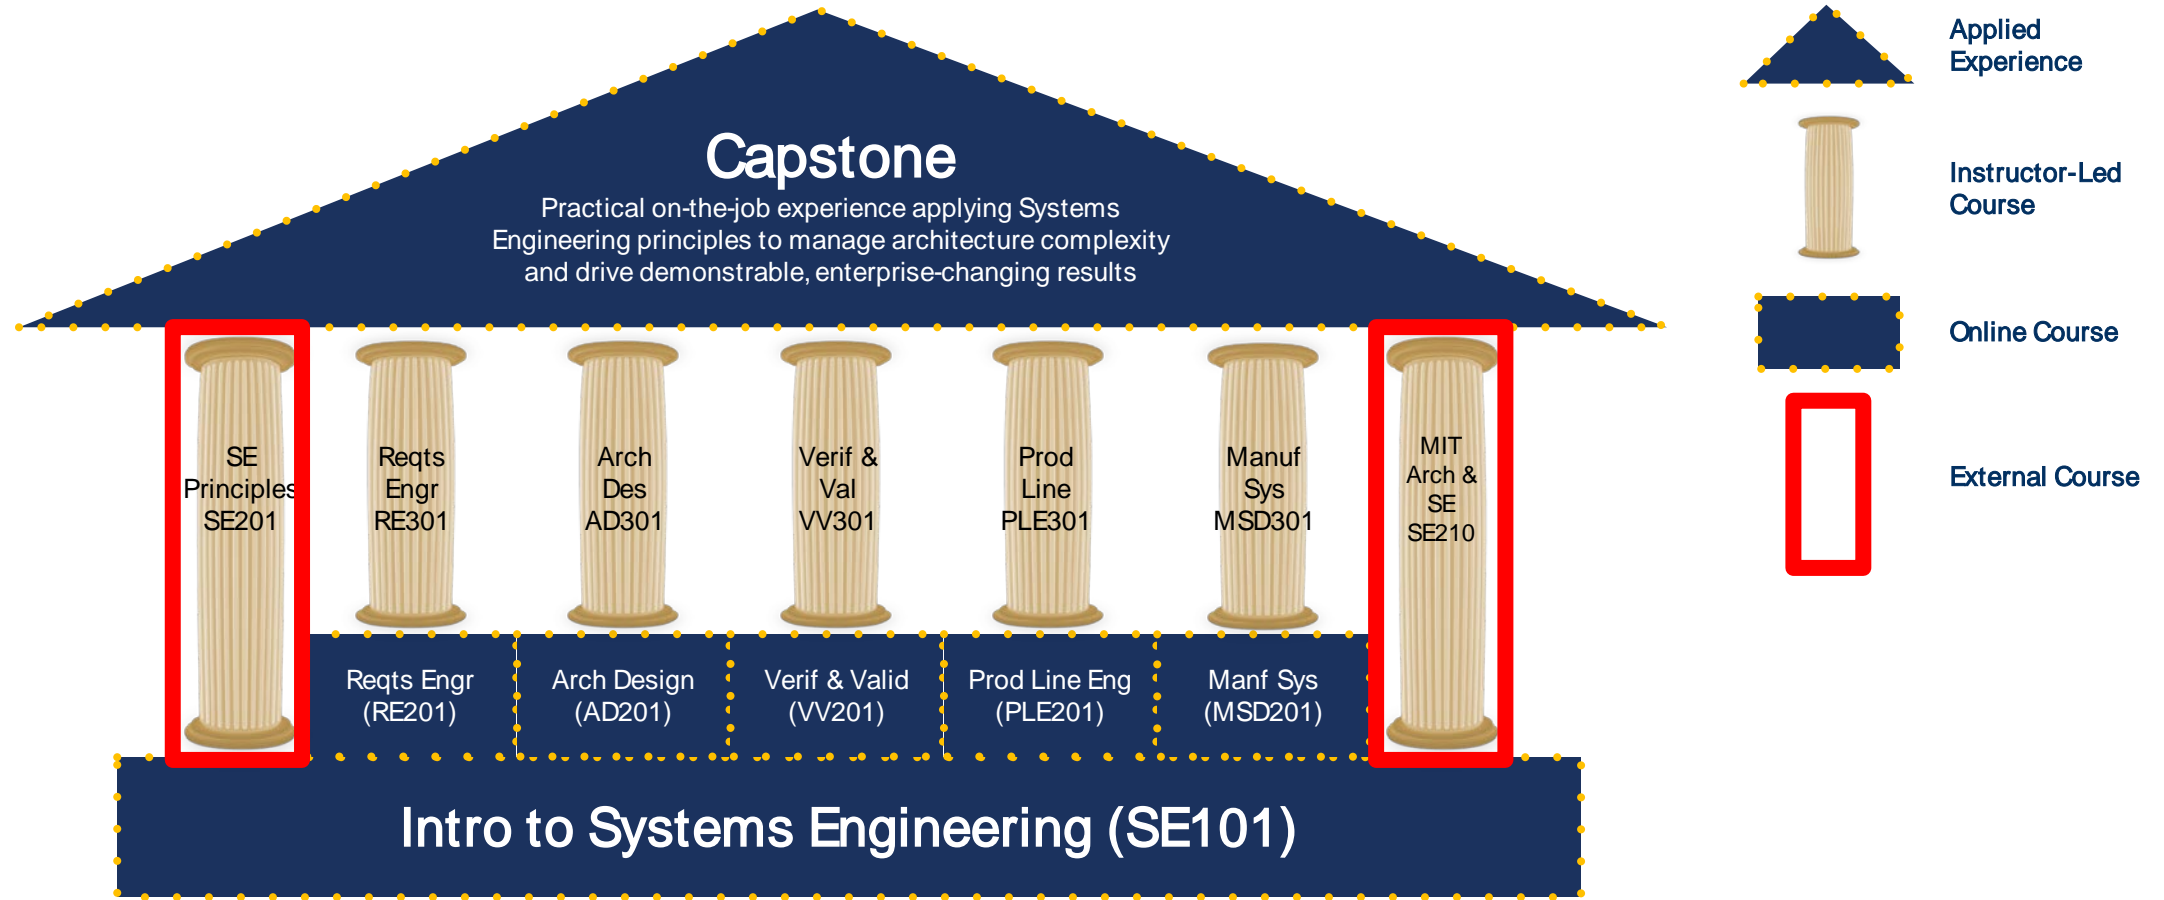 Capstone
Practical on-the-job experience applying Systems
Engineering principles to manage architecture complexity
and drive demonstrable, enterprise-changing results
SE
Principles
SE201
Reqts
Engr
RE301
Arch
Des
AD301
Verif &
Val
VV301
Prod
Line
PLE301
Manuf
Sys
MSD301
MIT
Arch &
SE
SE210
Reqts Engr
(RE201)
Arch Design
(AD201)
Verif & Valid
(VV201)
Prod Line Eng
(PLE201)
Manf Sys
(MSD201)
Intro to Systems Engineering (SE101)
Applied
Experience
Instructor-Led
Course
Online Course
External Course